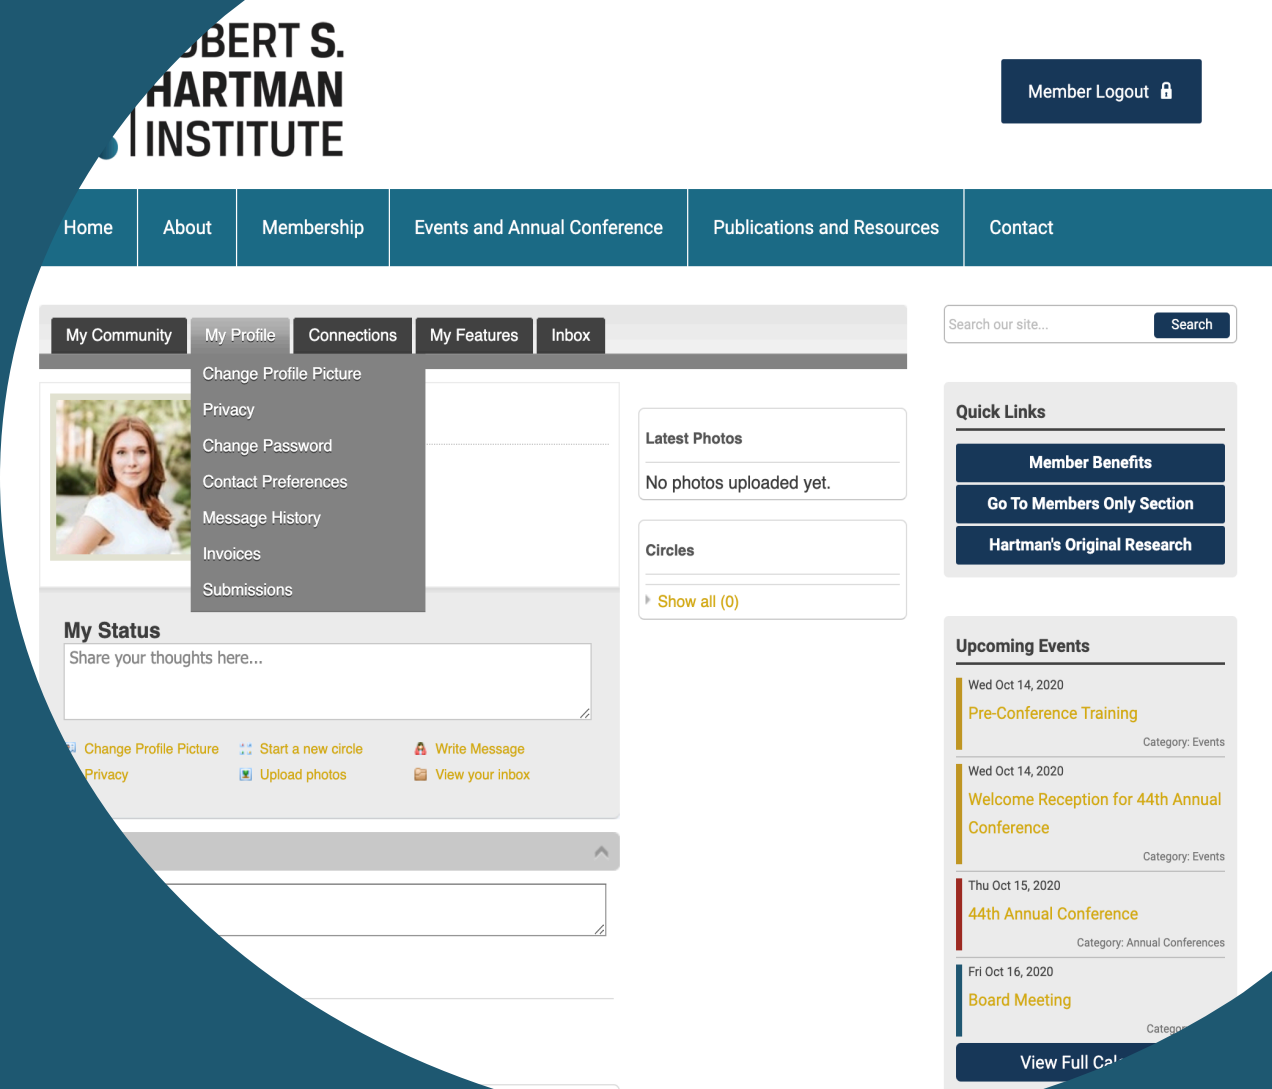 BERT S.
HARTMAN
INSTITUTE
Member Logout
Home
About
Membership
Events and Annual Conference
Publications and Resources
Contact
My Community
My Profile
Connections
My Features
Inbox
Search our site...
Search
Change Profile Picture
Privacy
Change Password
Contact Preferences
Message History
Invoices
Submissions
Latest Photos
No photos uploaded yet.
Circles
Show all (0)
Quick Links
Member Benefits
Go To Members Only Section
Hartman's Original Research
My Status
Share your thoughts here...
Change Profile Picture
Start a new circle
Write Message
Privacy
Upload photos
View your inbox
Upcoming Events
Wed Oct 14, 2020
Pre-Conference Training
Category: Events
Wed Oct 14, 2020
Welcome Reception for 44th Annual
Conference
Category: Events
Thu Oct 15, 2020
44th Annual Conference
Category: Annual Conferences
Fri Oct 16, 2020
Board Meeting
View Full